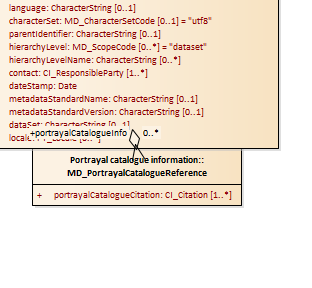 language: CharacterString [0..1]
characterSet: MD_CharacterSetCode [0..1] = "utf8"
parentIdentifier: CharacterString [0..1]
hierarchyLevel: MD_ScopeCode [0..*] = "dataset"
hierarchyLevelName: CharacterString [0..*]
contact: CI_ResponsibleParty [1..*]
dateStamp: Date
metadataStandardName: CharacterString [0..1]
metadataStandardVersion: CharacterString [0..1]
dataSet: CharacterString [0..1]
+portrayalCatalogueInfo 0..*
locale: PT_Locale [0..*]
Portrayal catalogue information::
MD_PortrayalCatalogueReference
+ portrayalCatalogueCitation: CI_Citation [1..*]